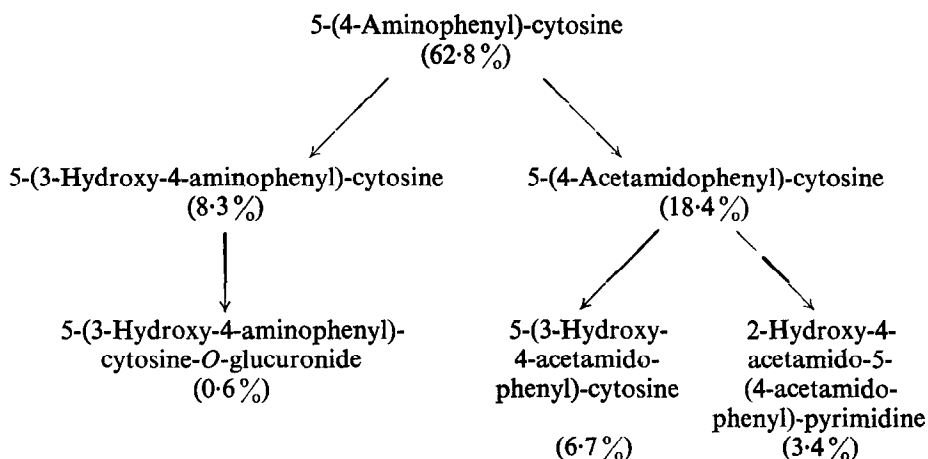 5-(4-Aminophenyl)-cytosine
(62·8%)
5-(3-Hydroxy-4-aminophenyl)-cytosine
(8·3%)
5-(4-Acetamidophenyl)-cytosine
(18·4%)
5-(3-Hydroxy-4-aminophenyl)-
cytosine-O-glucuronide
(0·6%)
5-(3-Hydroxy-
4-acetamido-
phenyl)-cytosine
(6·7%)
2-Hydroxy-4-
acetamido-5-
(4-acetamido-
phenyl)-pyrimidine
(3·4%)